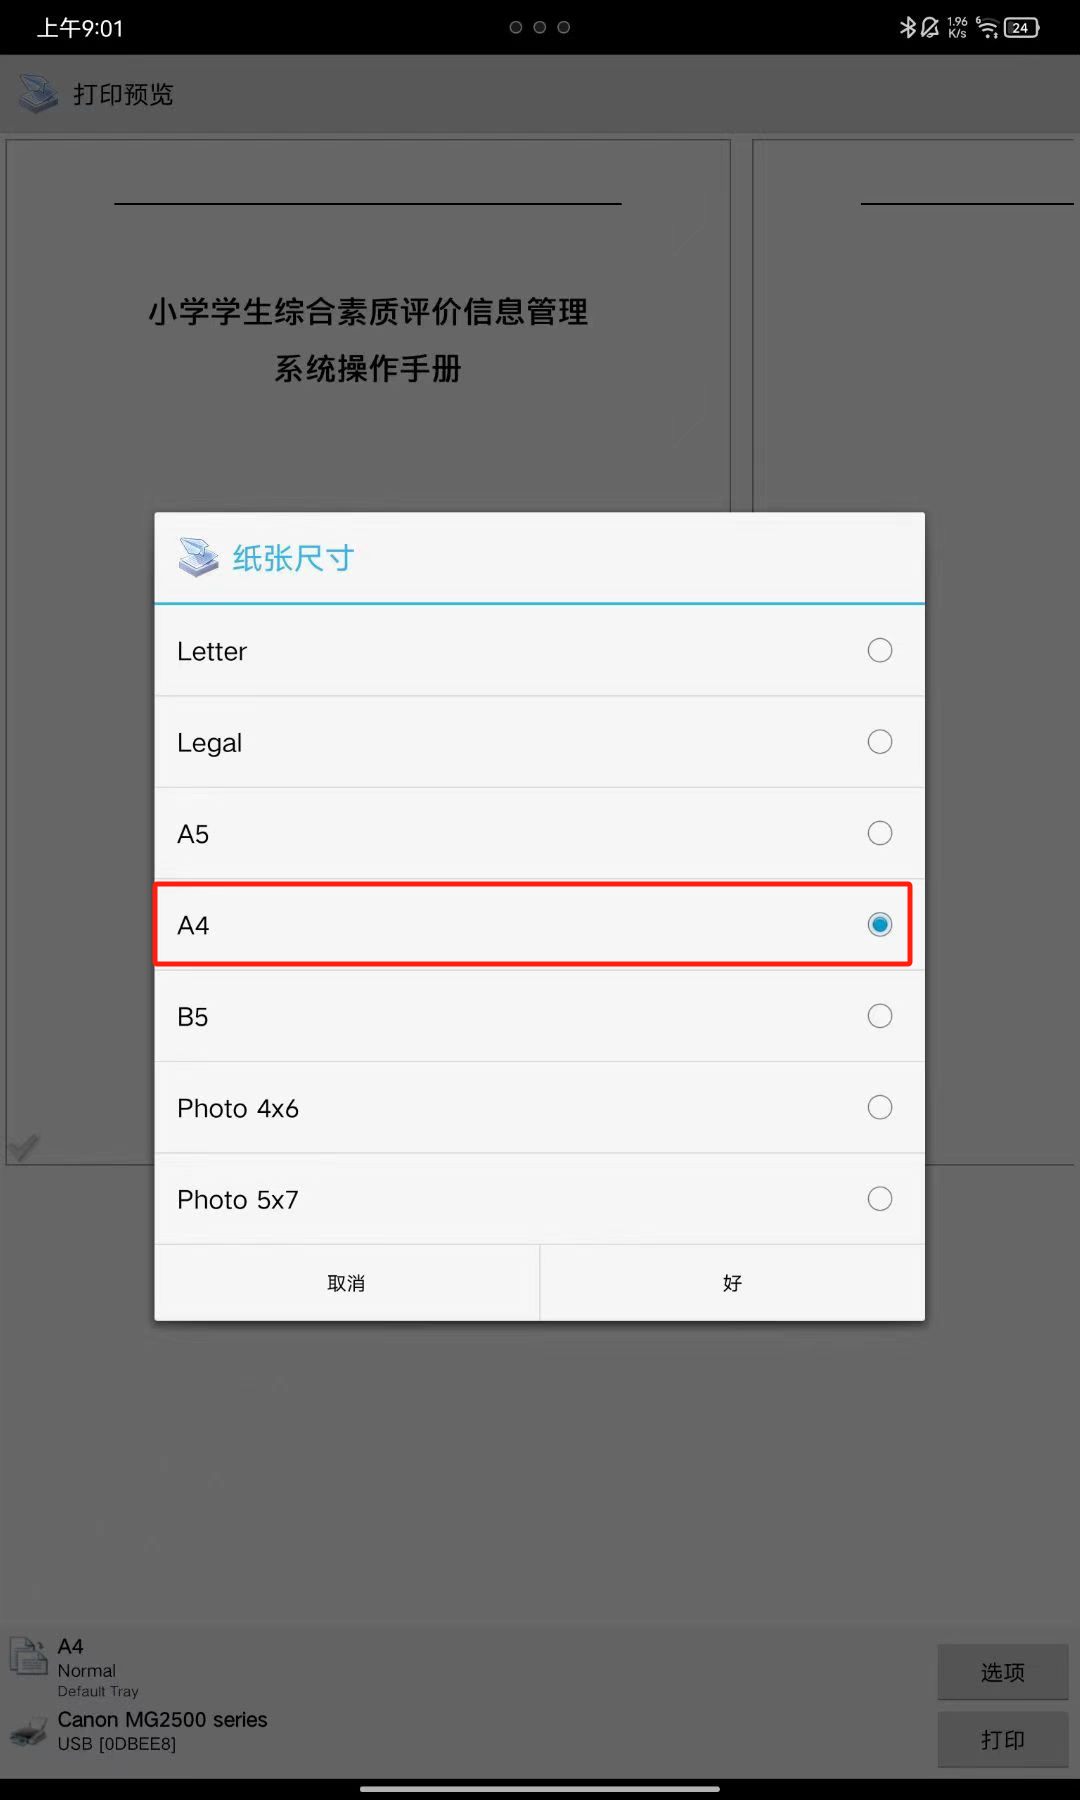 上午9:01
1.96
K/s
6
24
打印预览
小学学生综合素质评价信息管理
系统操作手册
纸张尺寸
Letter
Legal
A5
A4
B5
Photo 4x6
Photo 5x7
取消
好
A4
Normal
Default Tray
选项
Canon MG2500 series
USB [0DBEE8]
打印